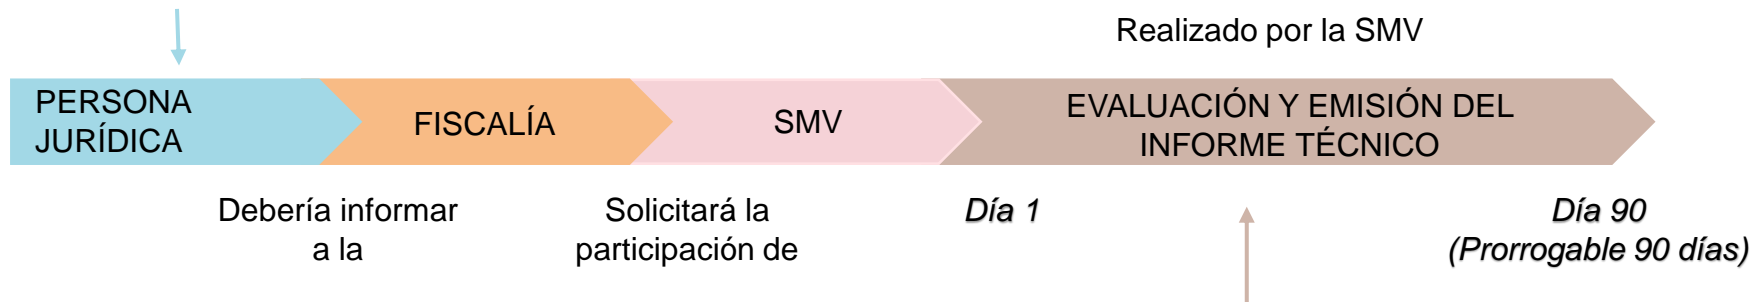 Realizado por la SMV
PERSONA
JURÍDICA
FISCALÍA
SMV
EVALUACIÓN Y EMISIÓN DEL
INFORME TÉCNICO
Debería informar
a la
Solicitará la
participación de
Día 1
Día 90
(Prorrogable 90 días)